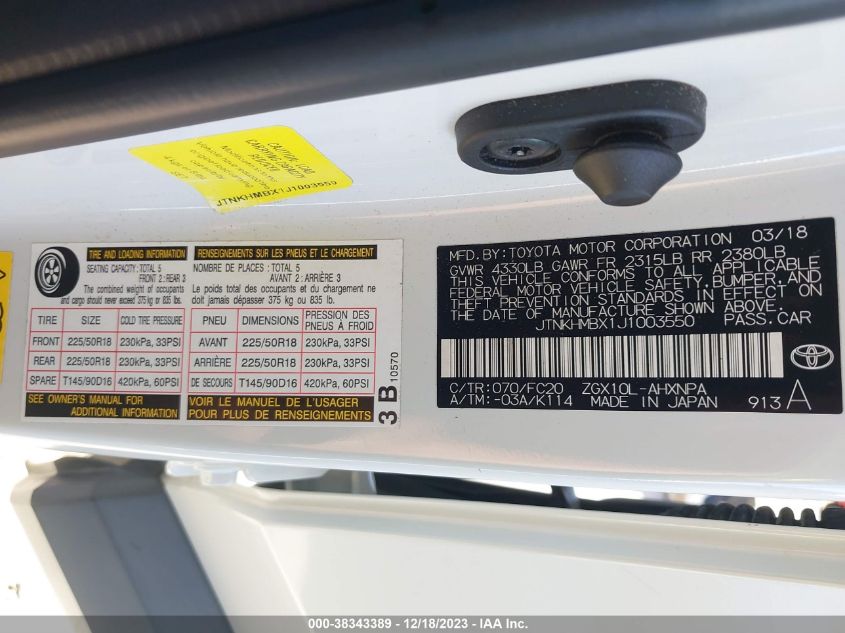 CAUTION: LOAD
CARRYING CAPACITY
REDUCED
JTNKHMBX1J1003550
TIRE AND LOADING INFORMATION
SEATING CAPACITY: TOTAL 5
FRONT 2: REAR 3
The combined weight of occupants
and cargo should never exceed 375 kg or 835 lbs.
TIRE SIZE COLD TIRE PRESSURE
FRONT 225/50R18 230kPa, 33PSI
REAR 225/50R18 230kPa, 33PSI
SPARE T145/90D16 420kPa, 60PSI
SEE OWNER'S MANUAL FOR
ADDITIONAL INFORMATION
RENSEIGNEMENTS SUR LES PNEUS ET LE CHARGEMENT
NOMBRE DE PLACES: TOTAL 5
AVANT 2: ARRIÈRE 3
Le poids total des occupants et du chargement ne
doit jamais dépasser 375 kg ou 835 lb.
PNEU DIMENSIONS PRESSION DES
PNEUS À FROID
AVANT 225/50R18 230kPa, 33PSI
ARRIÈRE 225/50R18 230kPa, 33PSI
DE SECOURS T145/90D16 420kPa, 60PSI
VOIR LE MANUEL DE L'USAGER
POUR PLUS DE RENSEIGNEMENTS
3 B 10570
MFD.BY: TOYOTA MOTOR CORPORATION 03/18
GVWR 4330LB GAWR FR 2315LB RR 2380LB
THIS VEHICLE CONFORMS TO ALL APPLICABLE
FEDERAL MOTOR VEHICLE SAFETY, BUMPER, AND
THEFT PREVENTION STANDARDS IN EFFECT ON
THE DATE OF MANUFACTURE SHOWN ABOVE.
JTNKHMBX1J1003550 PASS.CAR
C/TR: 070/FC20 ZGX10L-AHXNPA
A/TM: -03A/K114 MADE IN JAPAN 913 A
000-38343389 - 12/18/2023 - IAA Inc.